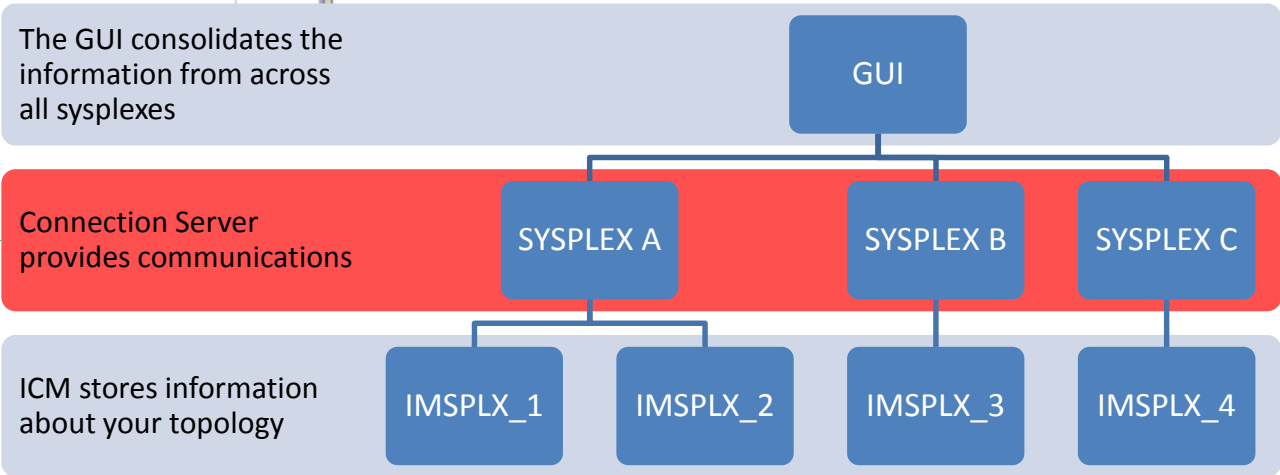 The GUI consolidates the
information from across
all sysplexes
GUI
Connection Server
provides communications
SYSPLEX A
SYSPLEX B
SYSPLEX C
ICM stores information
about your topology
IMSPLX_1
IMSPLX_2
IMSPLX_3
IMSPLX_4